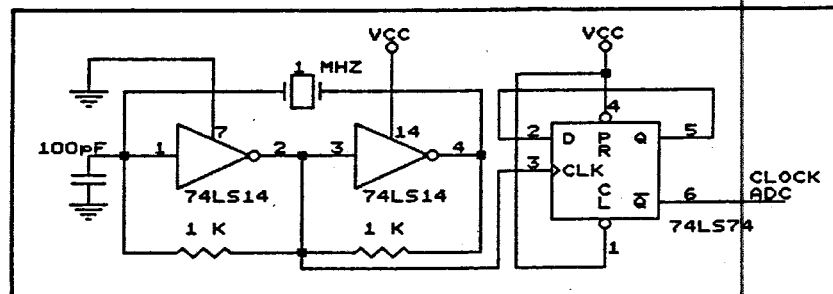 VCC
VCC
1 MHZ
4
7
14
2 D P R Q 5
100pF
1
2
3
4
3 CLK
C L Q 6
CLOCK
ADC
74LS14
74LS14
74LS74
1 K
1 K
1